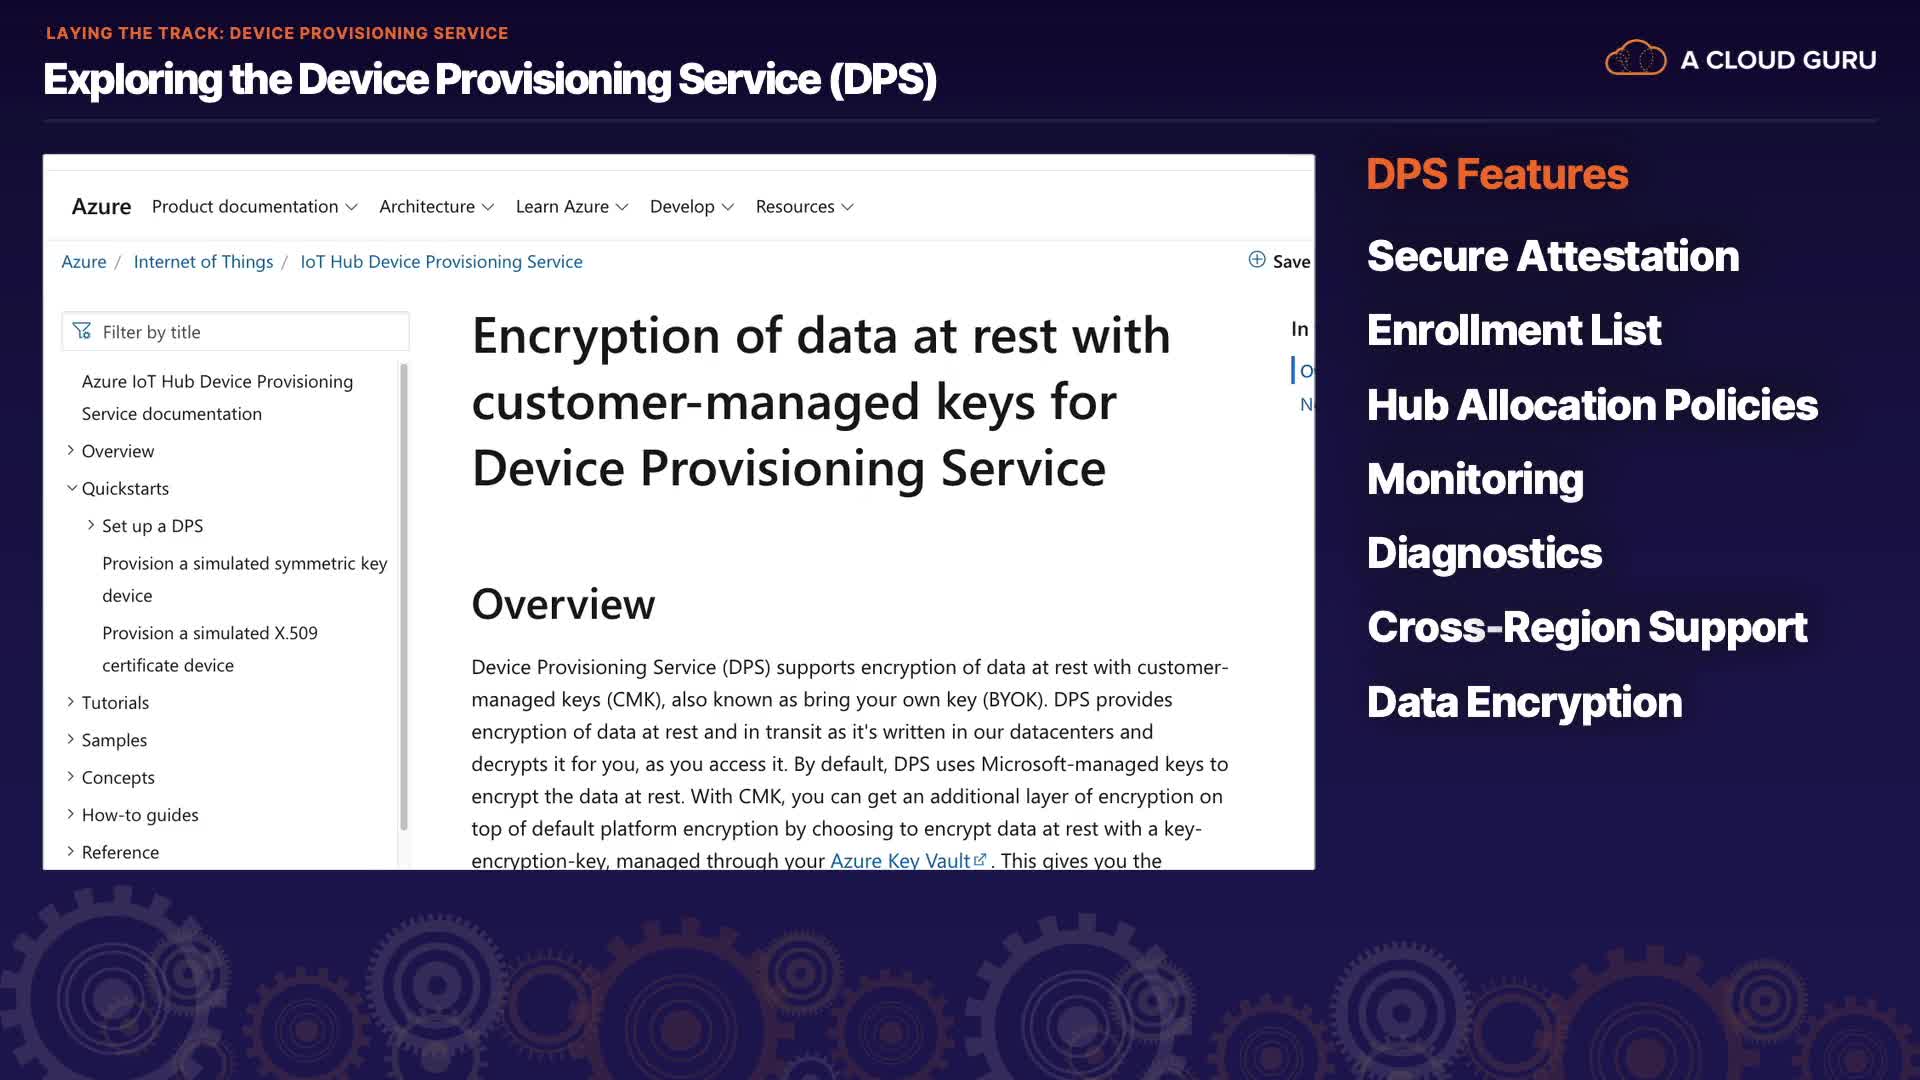 LAYING THE TRACK: DEVICE PROVISIONING SERVICE
Exploring the Device Provisioning Service (DPS)
A CLOUD GURU
Azure Product documentation Architecture Learn Azure Develop Resources
Azure / Internet of Things / IoT Hub Device Provisioning Service
Save
Filter by title
Azure IoT Hub Device Provisioning
Service documentation
Overview
Quickstarts
Set up a DPS
Provision a simulated symmetric key
device
Provision a simulated X.509
certificate device
Tutorials
Samples
Concepts
How-to guides
Reference
Encryption of data at rest with
customer-managed keys for
Device Provisioning Service
Overview
Device Provisioning Service (DPS) supports encryption of data at rest with customer-
managed keys (CMK), also known as bring your own key (BYOK). DPS provides
encryption of data at rest and in transit as it's written in our datacenters and
decrypts it for you, as you access it. By default, DPS uses Microsoft-managed keys to
encrypt the data at rest. With CMK, you can get an additional layer of encryption on
top of default platform encryption by choosing to encrypt data at rest with a key-
encryption-key, managed through your Azure Key Vault. This gives you the
In
DPS Features
Secure Attestation
Enrollment List
Hub Allocation Policies
Monitoring
Diagnostics
Cross-Region Support
Data Encryption